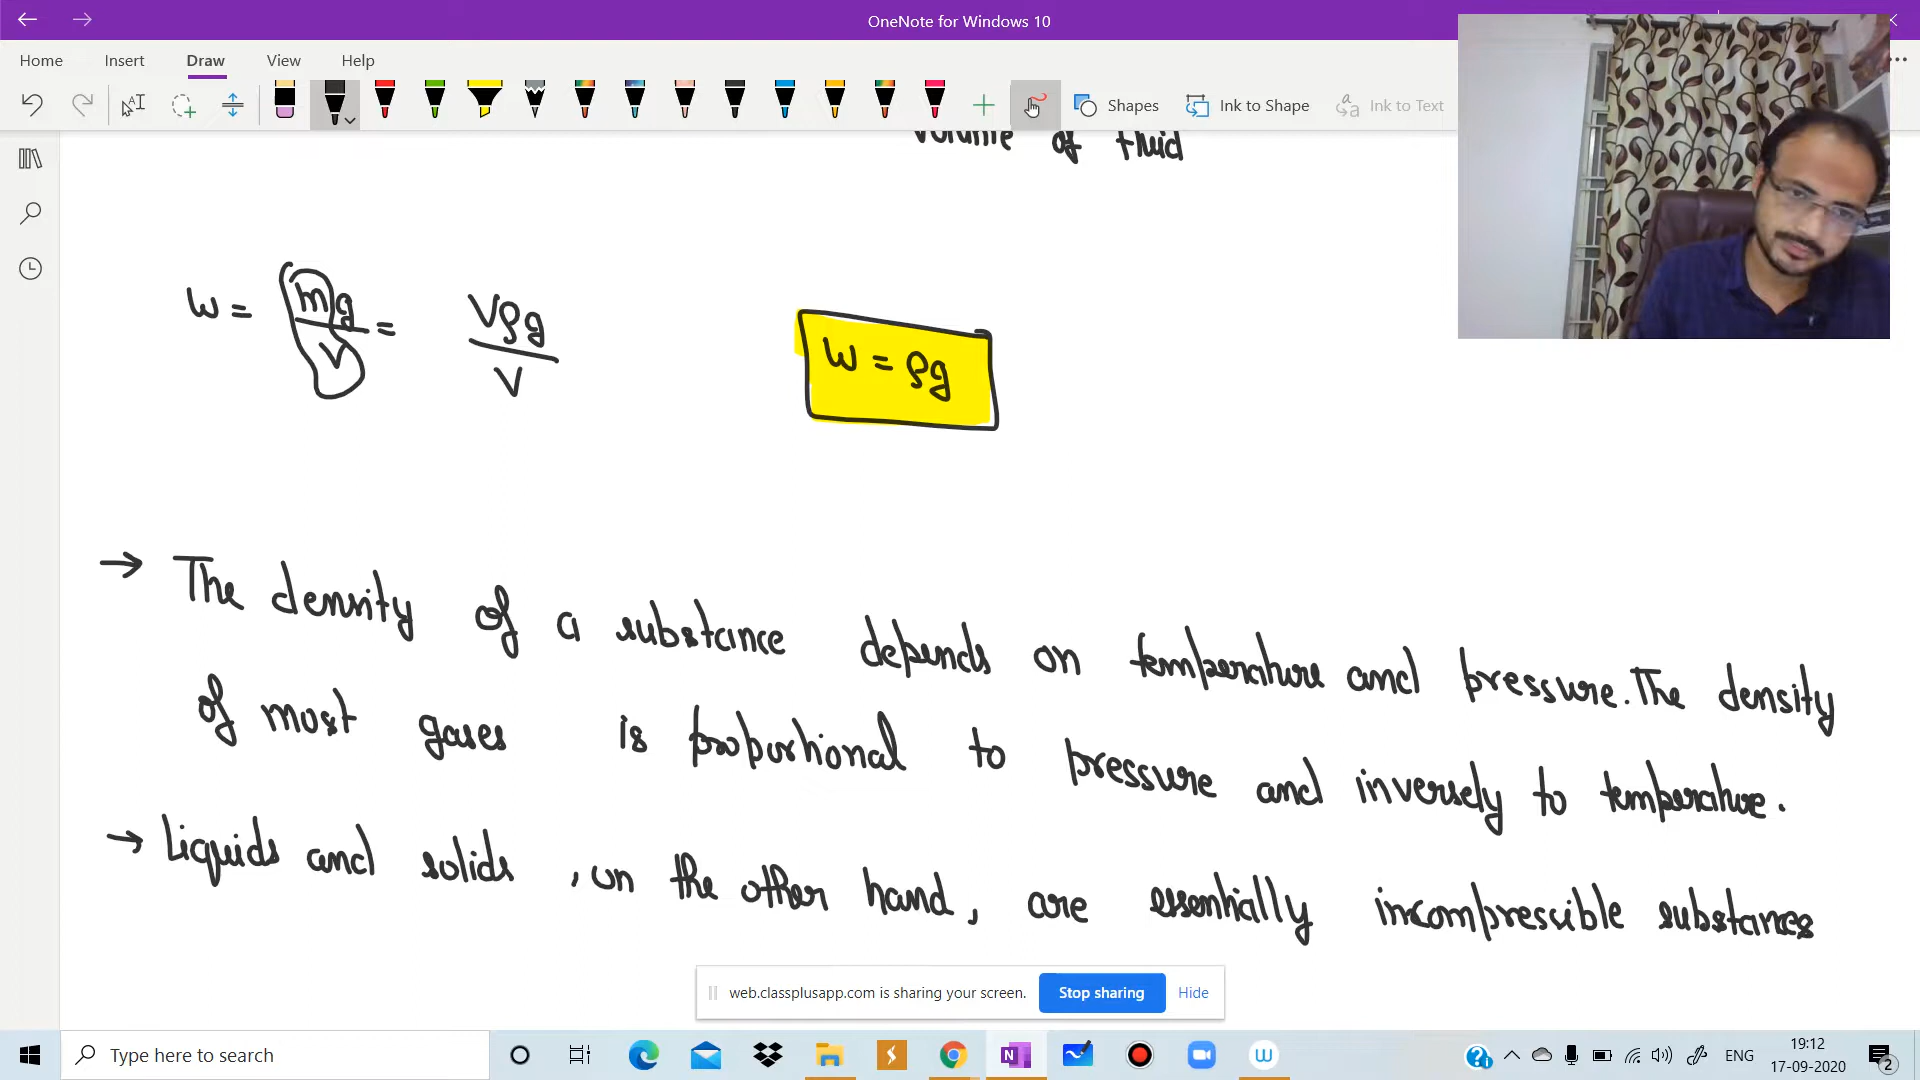 OneNote for Windows 10
Home Insert Draw View Help
Shapes Ink to Shape Ink to Text
volume of fluid
w = mg/V = Vρg/V
w = ρg
→ The density of a substance depends on temperature and pressure. The density
of most gases is proportional to pressure and inversely to temperature.
→ Liquids and solids, on the other hand, are essentially incompressible substances
web.classplusapp.com is sharing your screen. Stop sharing Hide
Type here to search
ENG
19:12
17-09-2020
2